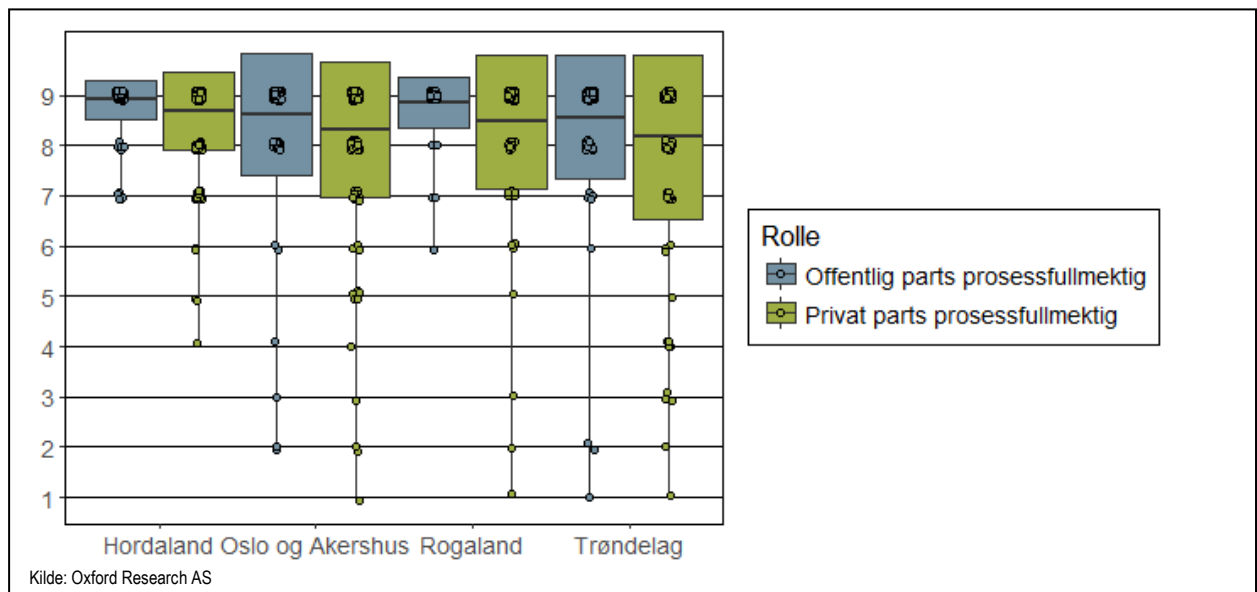 9
8
7
6
5
4
3
2
1
Hordaland Oslo og Akershus Rogaland Trøndelag
Rolle
Offentlig parts prosessfullmektig
Privat parts prosessfullmektig
Kilde: Oxford Research AS